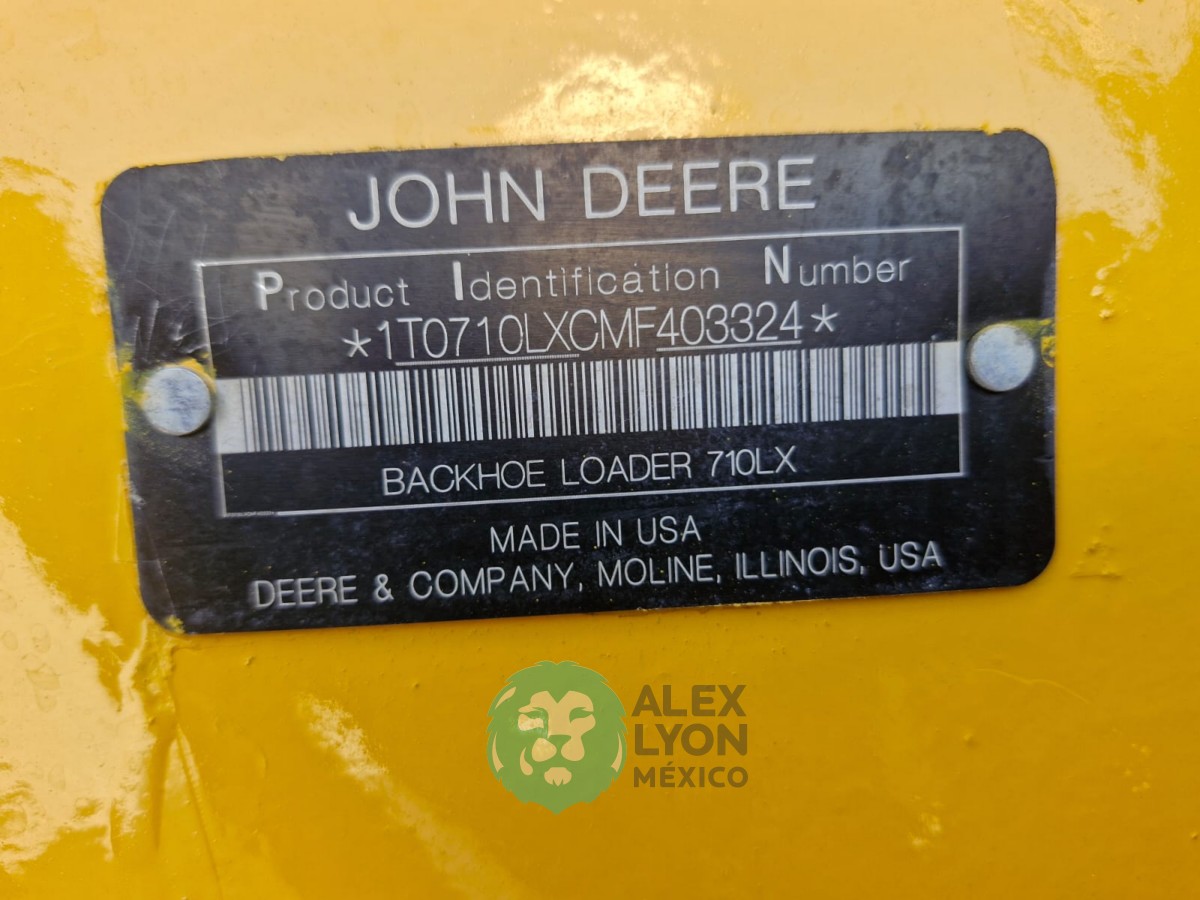 JOHN DEERE
Product Identification Number
*1T0710LXCMF403324*
BACKHOE LOADER 710LX
MADE IN USA
DEERE & COMPANY, MOLINE, ILLINOIS, USA
ALEX
LYON
MÉXICO